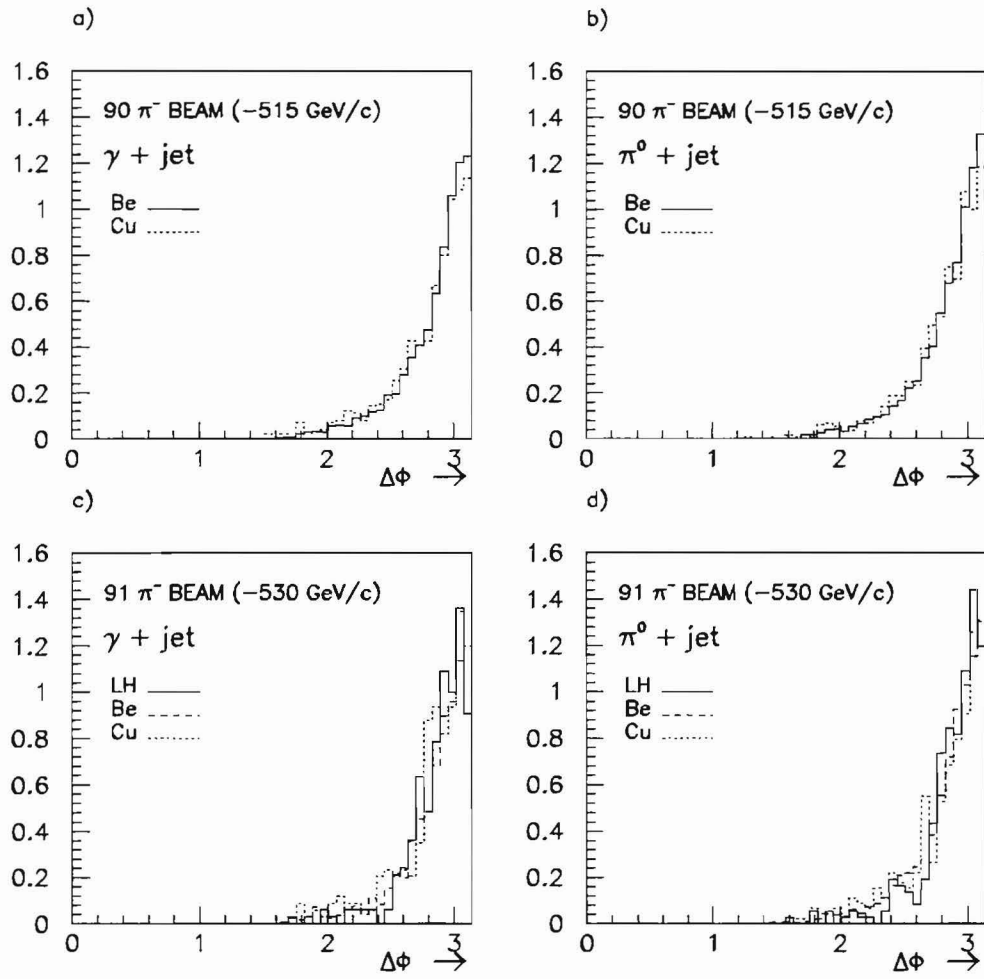 a)
1.6
1.4
1.2
1
0.8
0.6
0.4
0.2
0
90 π⁻ BEAM (−515 GeV/c)
γ + jet
Be
Cu
0 1 2 3
ΔΦ →
b)
1.6
1.4
1.2
1
0.8
0.6
0.4
0.2
0
90 π⁻ BEAM (−515 GeV/c)
π⁰ + jet
Be
Cu
0 1 2 3
ΔΦ →
c)
1.6
1.4
1.2
1
0.8
0.6
0.4
0.2
0
91 π⁻ BEAM (−530 GeV/c)
γ + jet
LH
Be
Cu
0 1 2 3
ΔΦ →
d)
1.6
1.4
1.2
1
0.8
0.6
0.4
0.2
0
91 π⁻ BEAM (−530 GeV/c)
π⁰ + jet
LH
Be
Cu
0 1 2 3
ΔΦ →